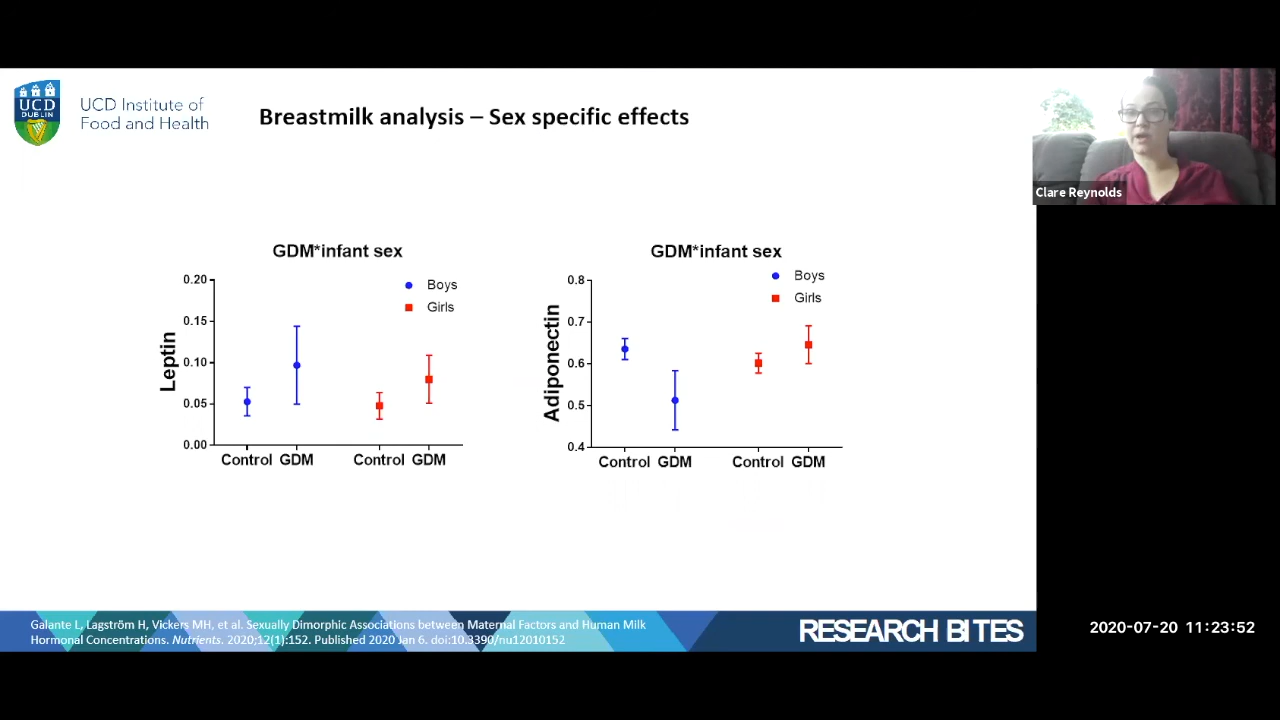 UCD
DUBLIN
UCD Institute of
Food and Health
Breastmilk analysis – Sex specific effects
Clare Reynolds
GDM*infant sex
Boys
Girls
Leptin
0.20
0.15
0.10
0.05
0.00
Control GDM Control GDM
GDM*infant sex
Boys
Girls
Adiponectin
0.8
0.7
0.6
0.5
0.4
Control GDM Control GDM
Galante L, Lagström H, Vickers MH, et al. Sexually Dimorphic Associations between Maternal Factors and Human Milk
Hormonal Concentrations. Nutrients. 2020;12(1):152. Published 2020 Jan 6. doi:10.3390/nu12010152
RESEARCH BITES
2020-07-20 11:23:52